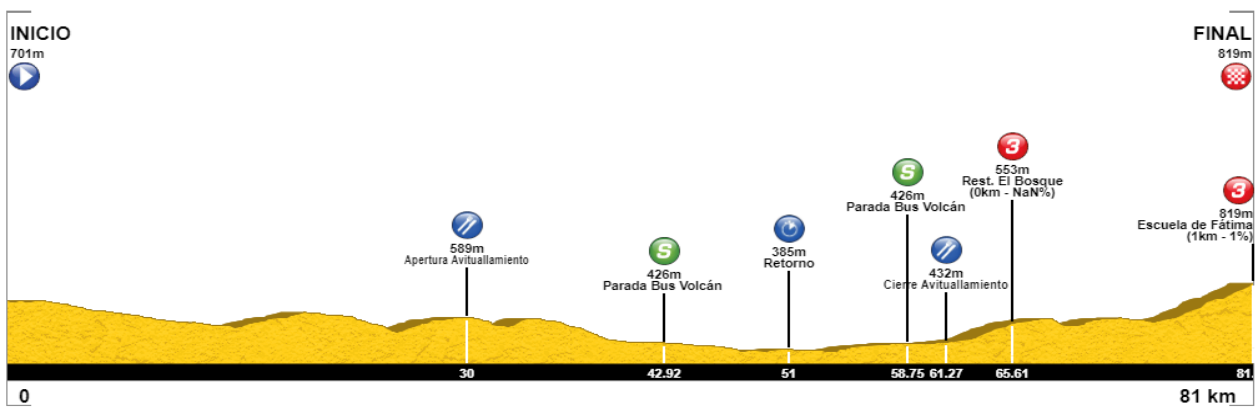 INICIO
701m
FINAL
819m
589m
Apertura Avituallamiento
S
426m
Parada Bus Volcán
385m
Retorno
S
426m
Parada Bus Volcán
432m
Cierre Avituallamiento
3
553m
Rest. El Bosque
(0km - NaN%)
3
819m
Escuela de Fátima
(1km - 1%)
30
42.92
51
58.75
61.27
65.61
81.
0
81 km